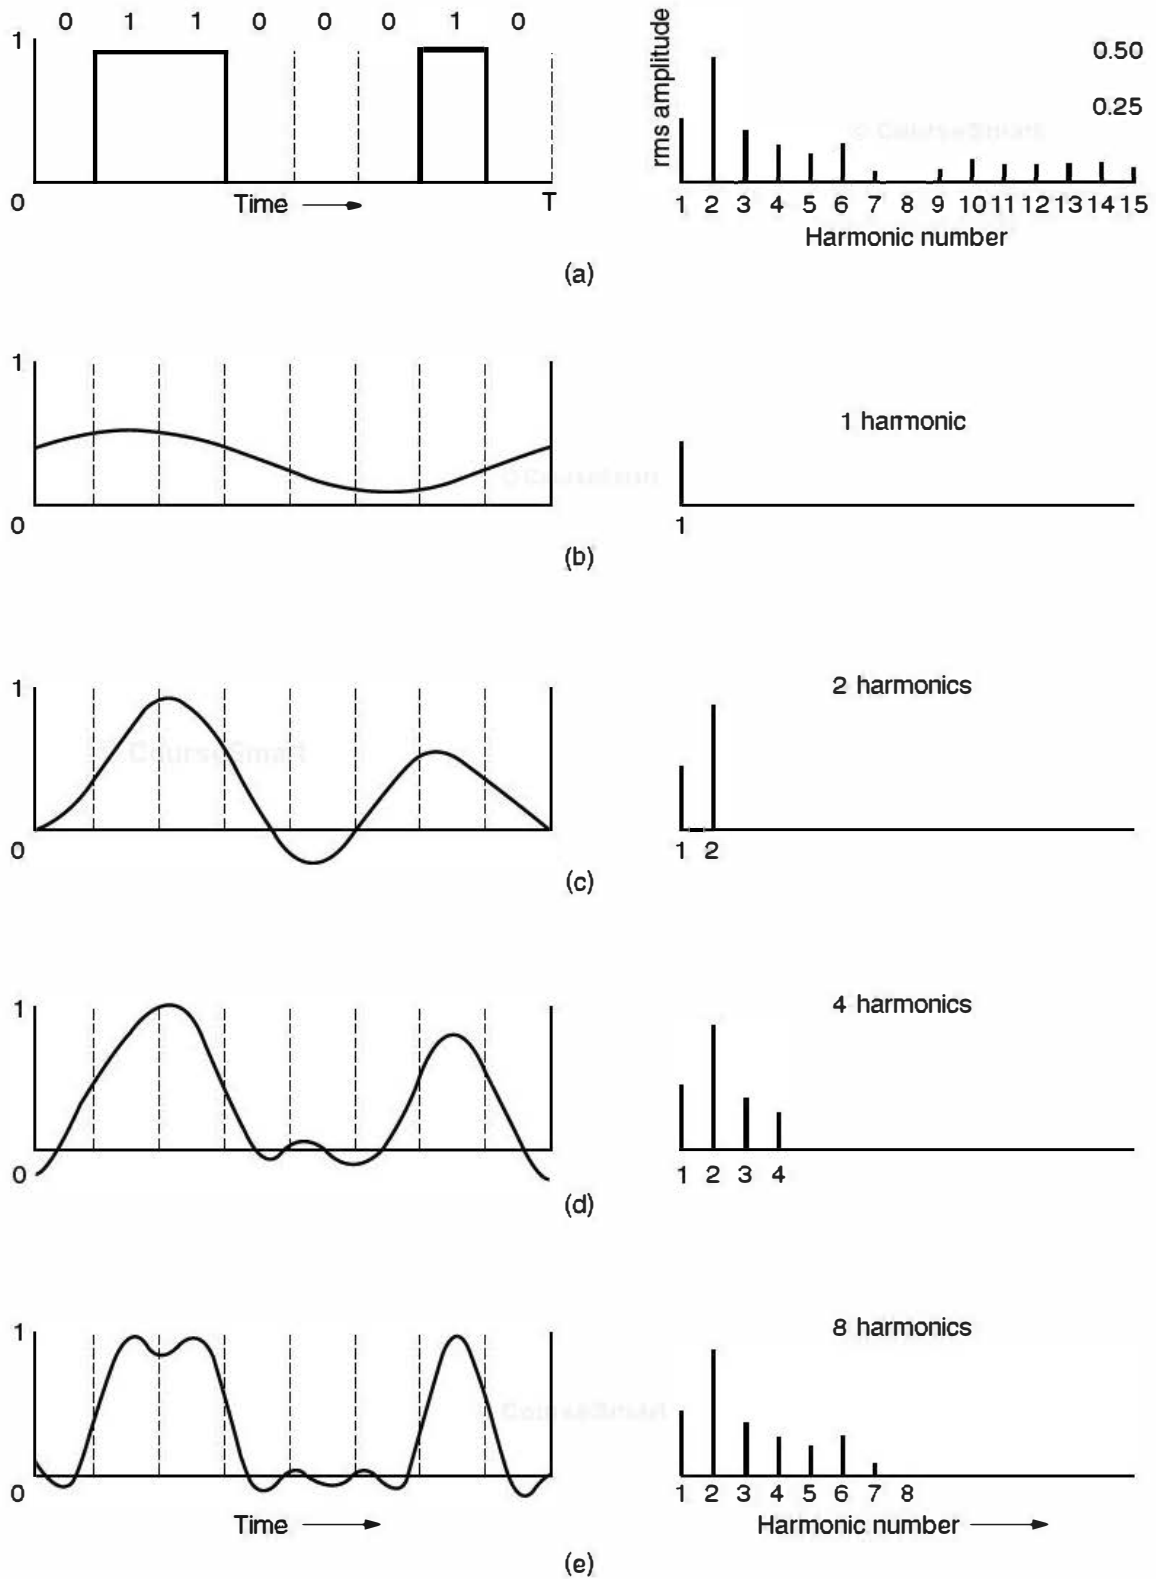 0 1 1 0 0 0 1 0
1
0
Time
T
rms amplitude
0.50
0.25
© CourseSmart
1 2 3 4 5 6 7 8 9 10 11 12 13 14 15
Harmonic number
(a)
1
0
1 harmonic
1
(b)
1
0
2 harmonics
1 2
© CourseSmart
(c)
1
0
4 harmonics
1 2 3 4
(d)
1
0
Time
8 harmonics
CourseSmart
1 2 3 4 5 6 7 8
Harmonic number
(e)